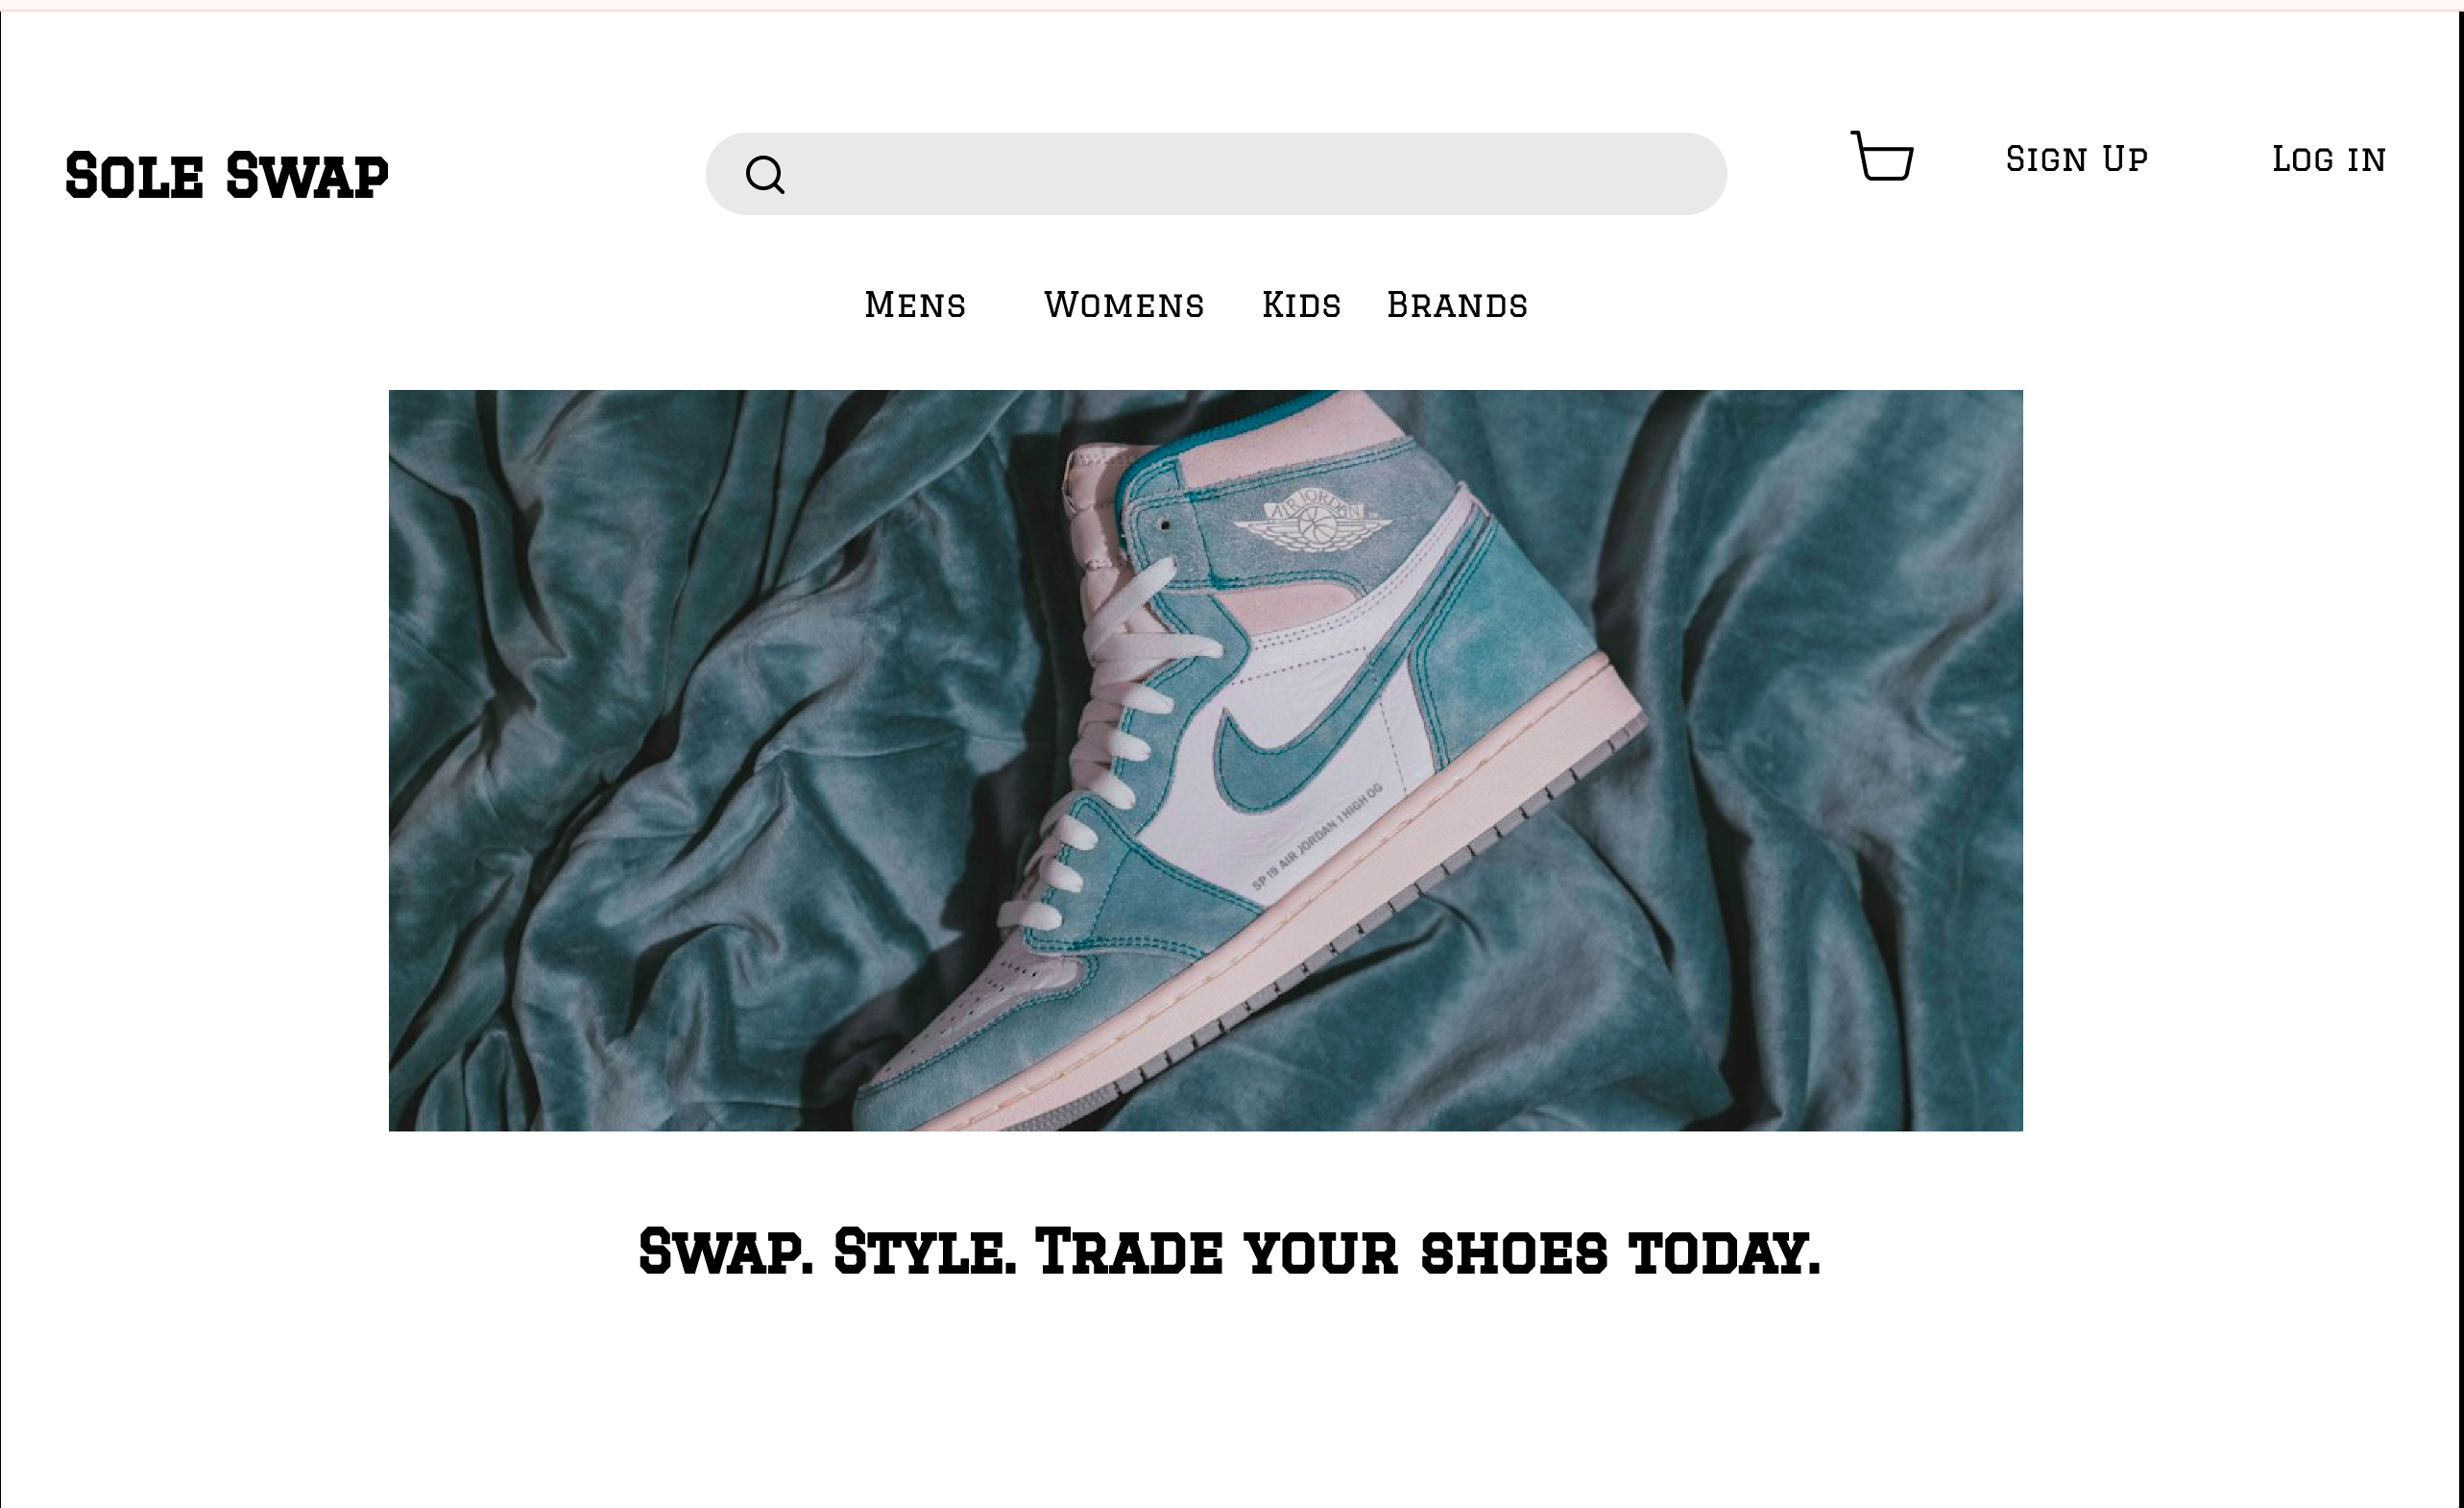 Sole Swap
Sign Up
Log in
Mens
Womens
Kids
Brands
AIR JORDAN
SP 19 AIR JORDAN 1 HIGH OG
Swap. Style. Trade your shoes today.